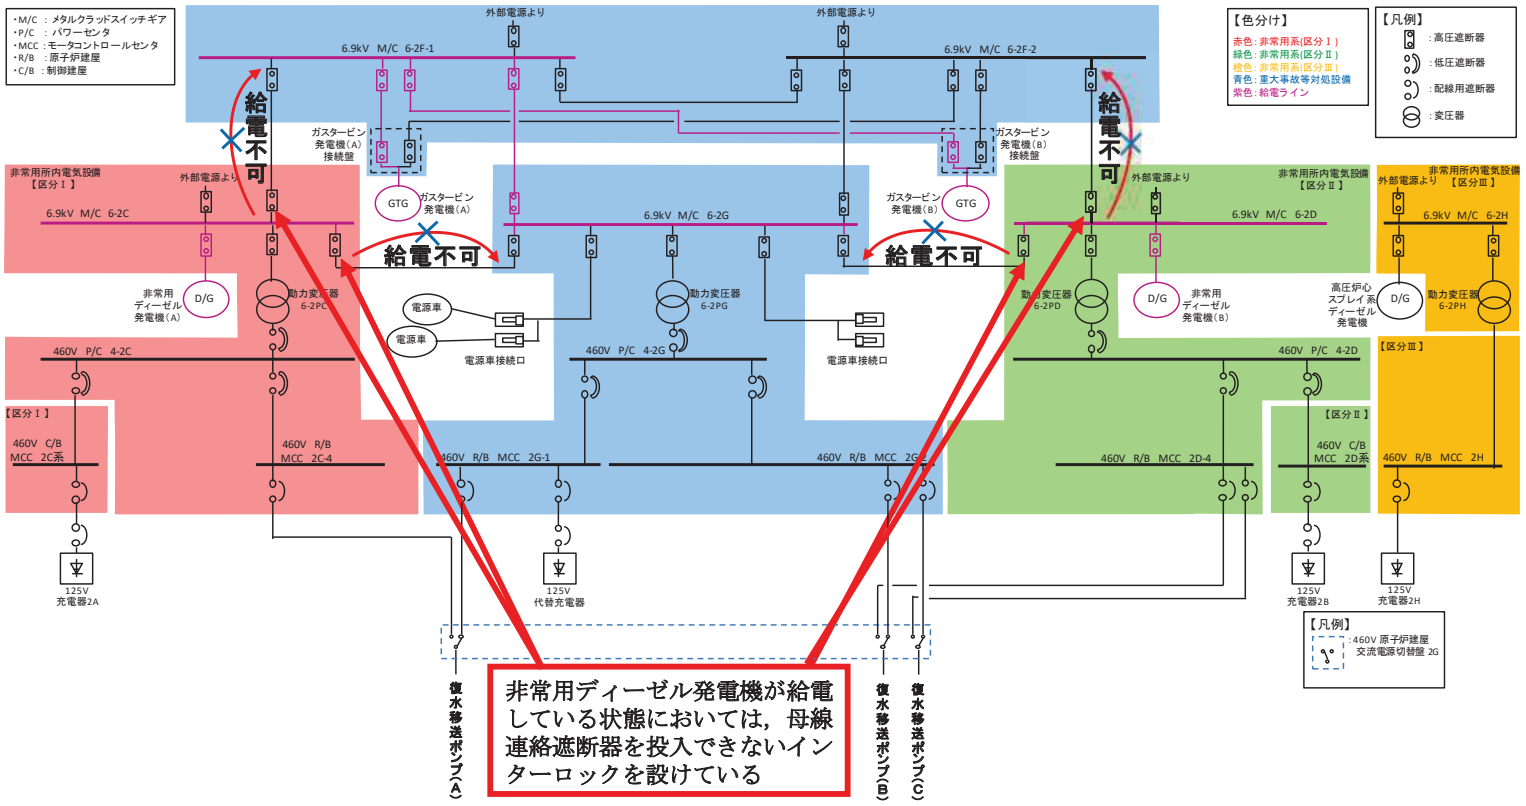 ・M/C ： メタルクラッドスイッチギア
・P/C ： パワーセンタ
・MCC ：モータコントロールセンタ
・R/B ： 原子炉建屋
・C/B ： 制御建屋
外部電源より
外部電源より
6.9kV M/C 6-2F-1
6.9kV M/C 6-2F-2
【色分け】
赤色：非常用系(区分Ⅰ)
緑色：非常用系(区分Ⅱ)
橙色：非常用系(区分Ⅲ)
青色：重大事故等対処設備
紫色：給電ライン
【凡例】
：高圧遮断器
：低圧遮断器
：配線用遮断器
：変圧器
給電不可
給電不可
ガスタービン
発電機(A)
接続盤
ガスタービン
発電機(B)
接続盤
非常用所内電気設備
【区分Ⅰ】
外部電源より
6.9kV M/C 6-2C
GTG
ガスタービン
発電機(A)
6.9kV M/C 6-2G
ガスタービン
発電機(B)
GTG
非常用所内電気設備
【区分Ⅱ】
外部電源より
6.9kV M/C 6-2D
非常用所内電気設備
【区分Ⅲ】
外部電源より
6.9kV M/C 6-2H
給電不可
給電不可
非常用
ディーゼル
発電機(A)
D/G
動力変圧器
6-2PC
電源車
電源車
電源車接続口
動力変圧器
6-2PG
電源車接続口
動力変圧器
6-2PD
D/G
非常用
ディーゼル
発電機(B)
高圧炉心
スプレイ系
ディーゼル
発電機
D/G
動力変圧器
6-2PH
460V P/C 4-2C
460V P/C 4-2G
460V P/C 4-2D
【区分Ⅲ】
【区分Ⅰ】
460V C/B
MCC 2C系
460V R/B
MCC 2C-4
460V R/B MCC 2G-1
460V R/B MCC 2G-2
460V R/B MCC 2D-4
【区分Ⅱ】
460V C/B
MCC 2D系
460V R/B MCC 2H
125V
充電器2A
125V
代替充電器
125V
充電器2B
125V
充電器2H
【凡例】
：460V 原子炉建屋
交流電源切替盤 2G
復水移送ポンプ(A)
復水移送ポンプ(B)
復水移送ポンプ(C)
非常用ディーゼル発電機が給電
している状態においては，母線
連絡遮断器を投入できないイン
ターロックを設けている